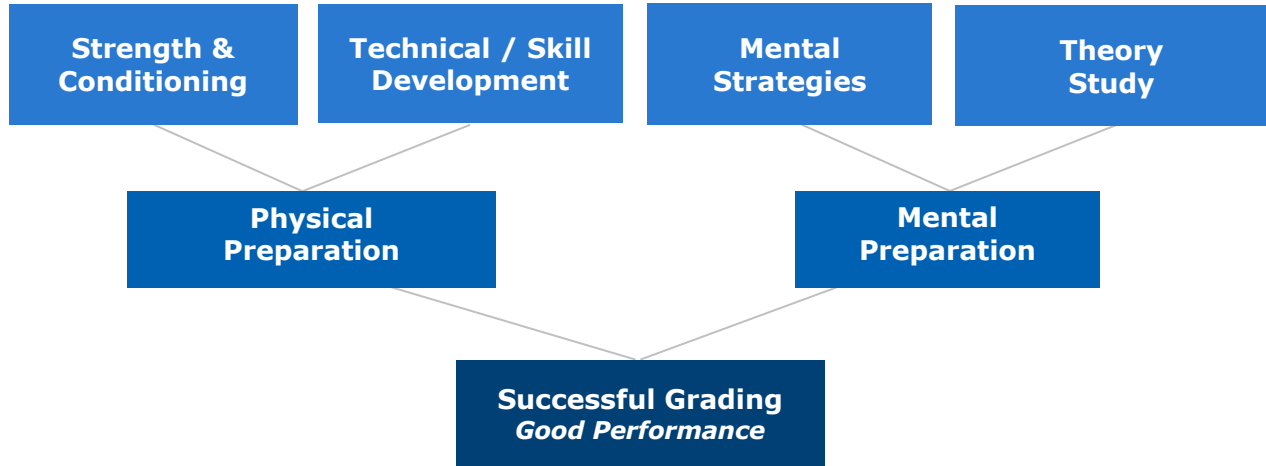 Strength &
Conditioning
Technical / Skill
Development
Mental
Strategies
Theory
Study
Physical
Preparation
Mental
Preparation
Successful Grading
Good Performance